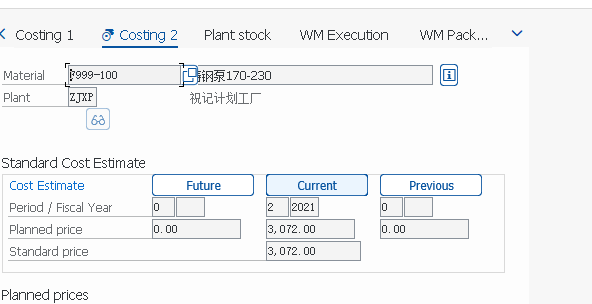 Costing 1 Costing 2 Plant stock WM Execution WM Pack...
Material 999-100 钢泵170-230
Plant ZJXP 祝记计划工厂
Standard Cost Estimate
Cost Estimate Future Current Previous
Period / Fiscal Year 0 2 2021 0
Planned price 0.00 3,072.00 0.00
Standard price 3,072.00
Planned prices